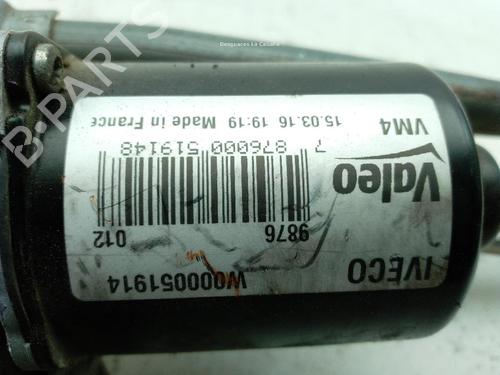 IVECO
W000051914
9876
012
7 876000 519148
Valeo
VM4
15.03.16 19:19 Made in France
Desguaces La Cabaña
B-PARTS